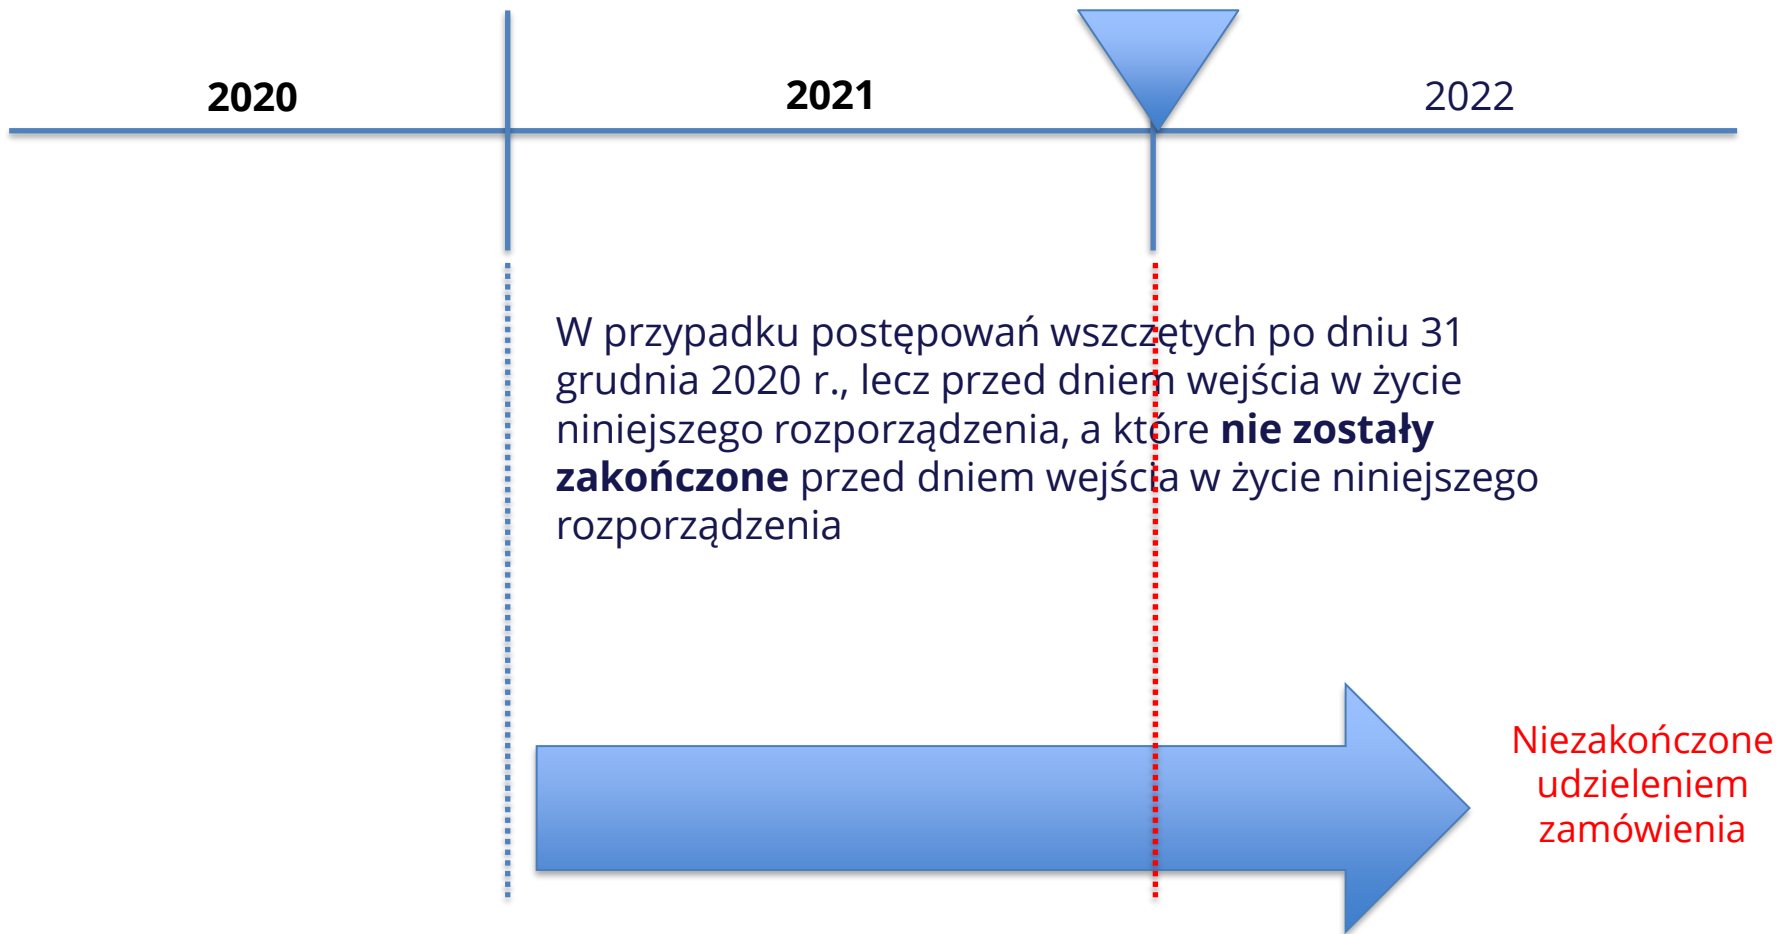 2020
2021
2022
W przypadku postępowań wszczętych po dniu 31
grudnia 2020 r., lecz przed dniem wejścia w życie
niniejszego rozporządzenia, a które nie zostały
zakończone przed dniem wejścia w życie niniejszego
rozporządzenia
Niezakończone
udzieleniem
zamówienia